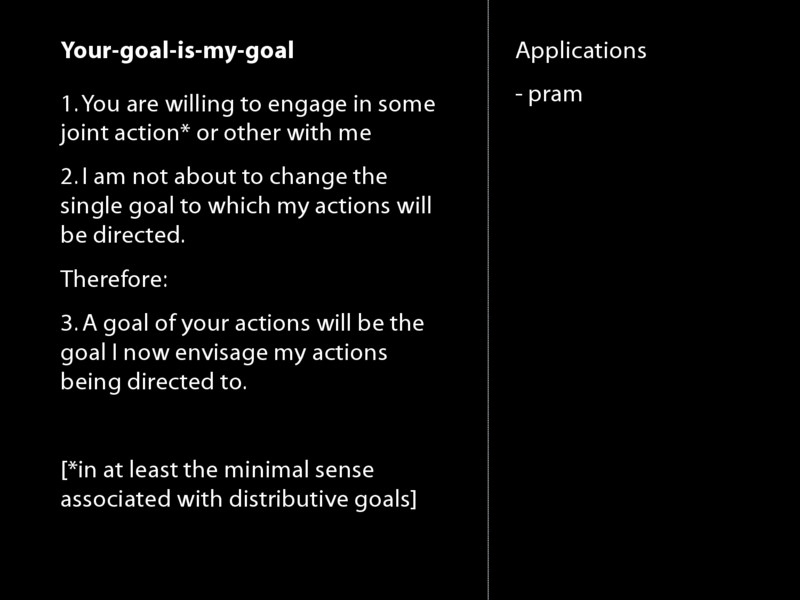 Your-goal-is-my-goal
1. You are willing to engage in some
joint action* or other with me
2. I am not about to change the
single goal to which my actions will
be directed.
Therefore:
3. A goal of your actions will be the
goal I now envisage my actions
being directed to.
[*in at least the minimal sense
associated with distributive goals]
Applications
- pram